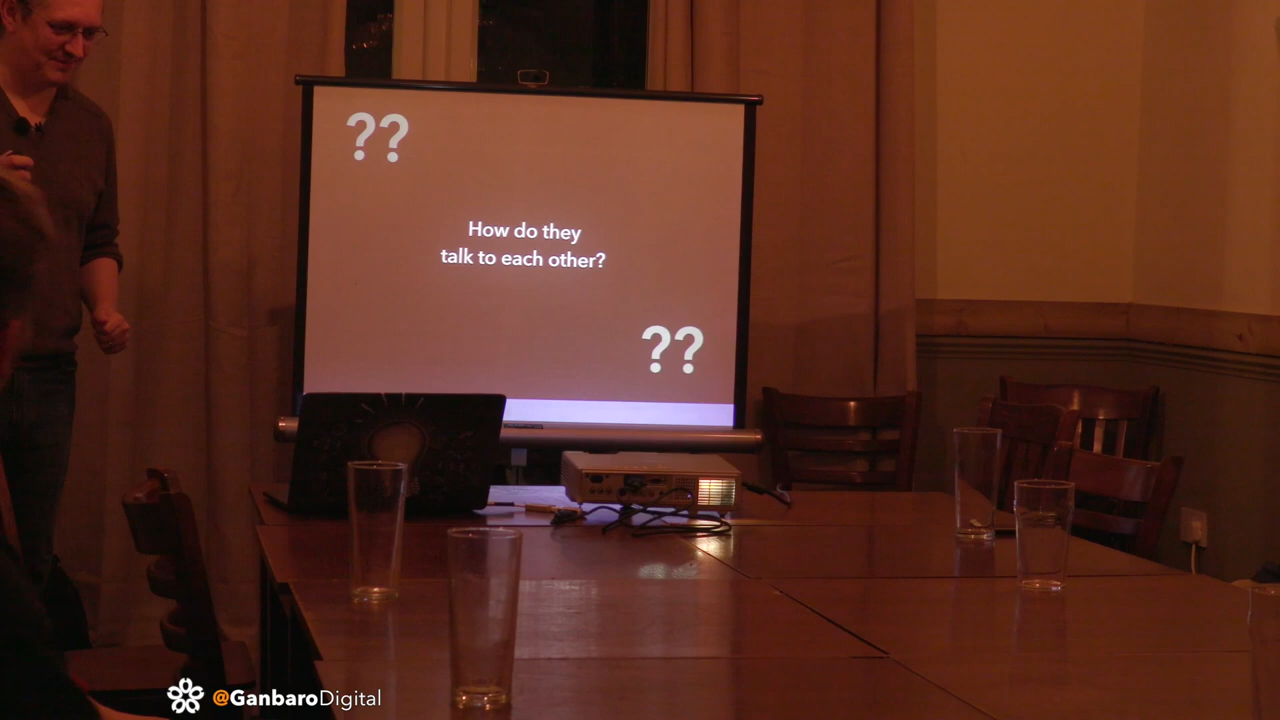 ??
How do they
talk to each other?
??
@GanbaroDigital